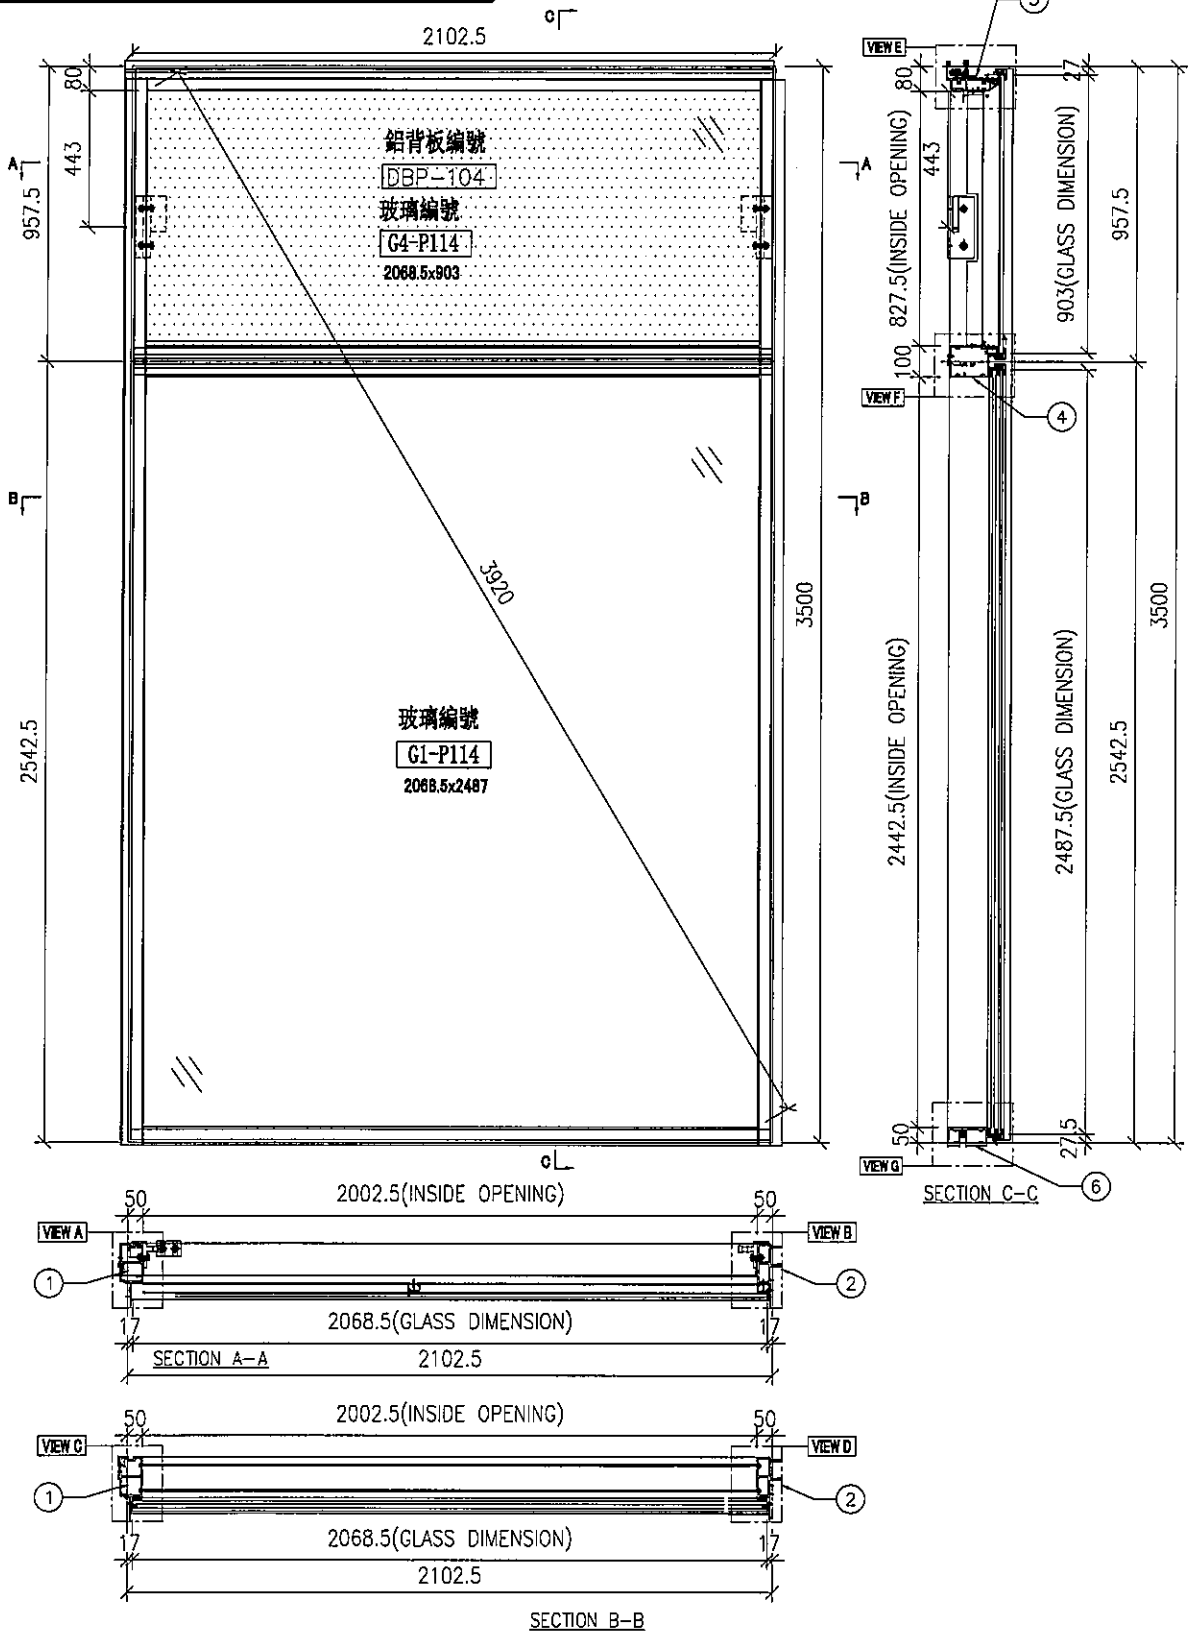 C
2102.5
80
443
957.5
A
鋁背板編號
DBP-104
玻璃編號
G4-P114
2068.5x903
A
B
B
3920
3500
2542.5
玻璃編號
G1-P114
2068.5x2487
C
VIEW E
5
80
27
827.5(INSIDE OPENING)
443
903(GLASS DIMENSION)
957.5
100
VIEW F
4
3500
2442.5(INSIDE OPENING)
2487.5(GLASS DIMENSION)
2542.5
50
27.5
VIEW G
6
SECTION C-C
50
2002.5(INSIDE OPENING)
50
VIEW A
VIEW B
1
2
17
2068.5(GLASS DIMENSION)
17
SECTION A-A
2102.5
50
2002.5(INSIDE OPENING)
50
VIEW C
VIEW D
1
2
17
2068.5(GLASS DIMENSION)
17
2102.5
SECTION B-B